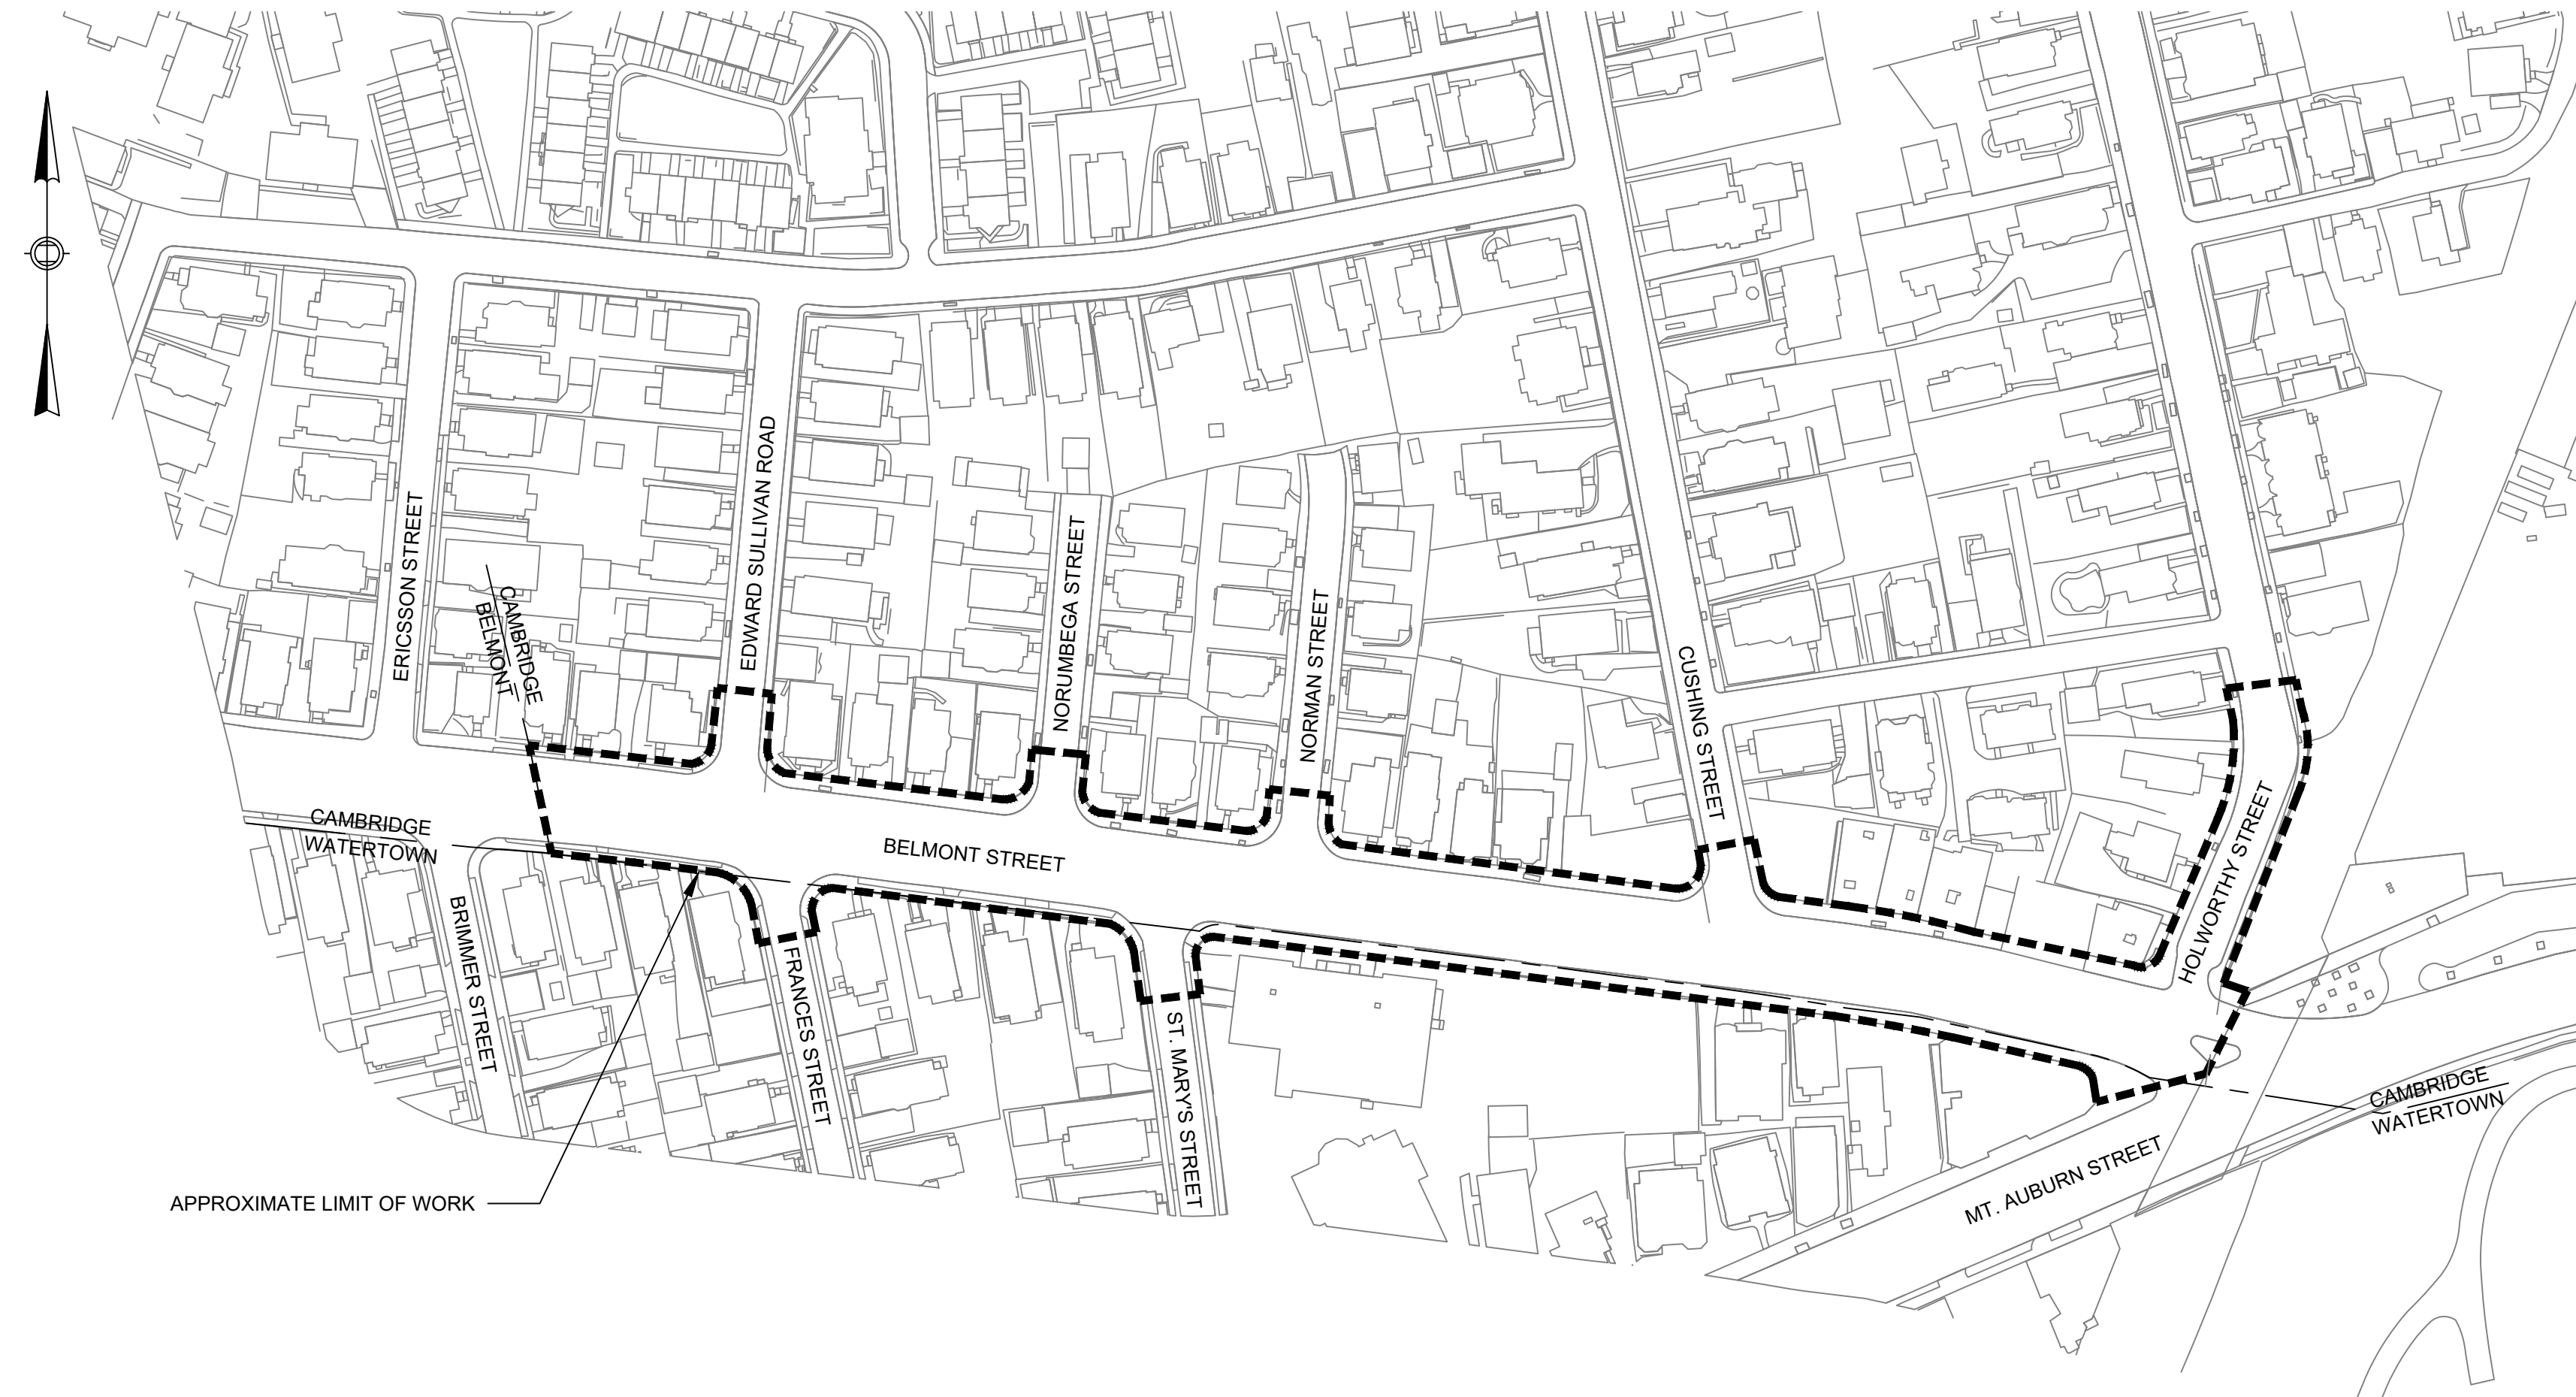 ERICSSON STREET
CAMBRIDGE
BELMONT
EDWARD SULLIVAN ROAD
NORUMBEGA STREET
NORMAN STREET
CUSHING STREET
HOLWORTHY STREET
CAMBRIDGE
WATERTOWN
BELMONT STREET
BRIMMER STREET
FRANCES STREET
ST. MARY'S STREET
CAMBRIDGE
WATERTOWN
MT. AUBURN STREET
APPROXIMATE LIMIT OF WORK